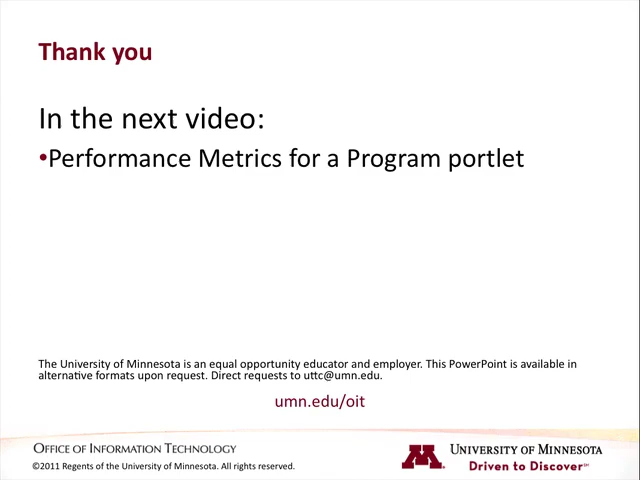 Thank you
In the next video:
•Performance Metrics for a Program portlet
The University of Minnesota is an equal opportunity educator and employer. This PowerPoint is available in
alternative formats upon request. Direct requests to uttc@umn.edu.
umn.edu/oit
Office of Information Technology
©2011 Regents of the University of Minnesota. All rights reserved.
M
University of Minnesota
Driven to Discover℠